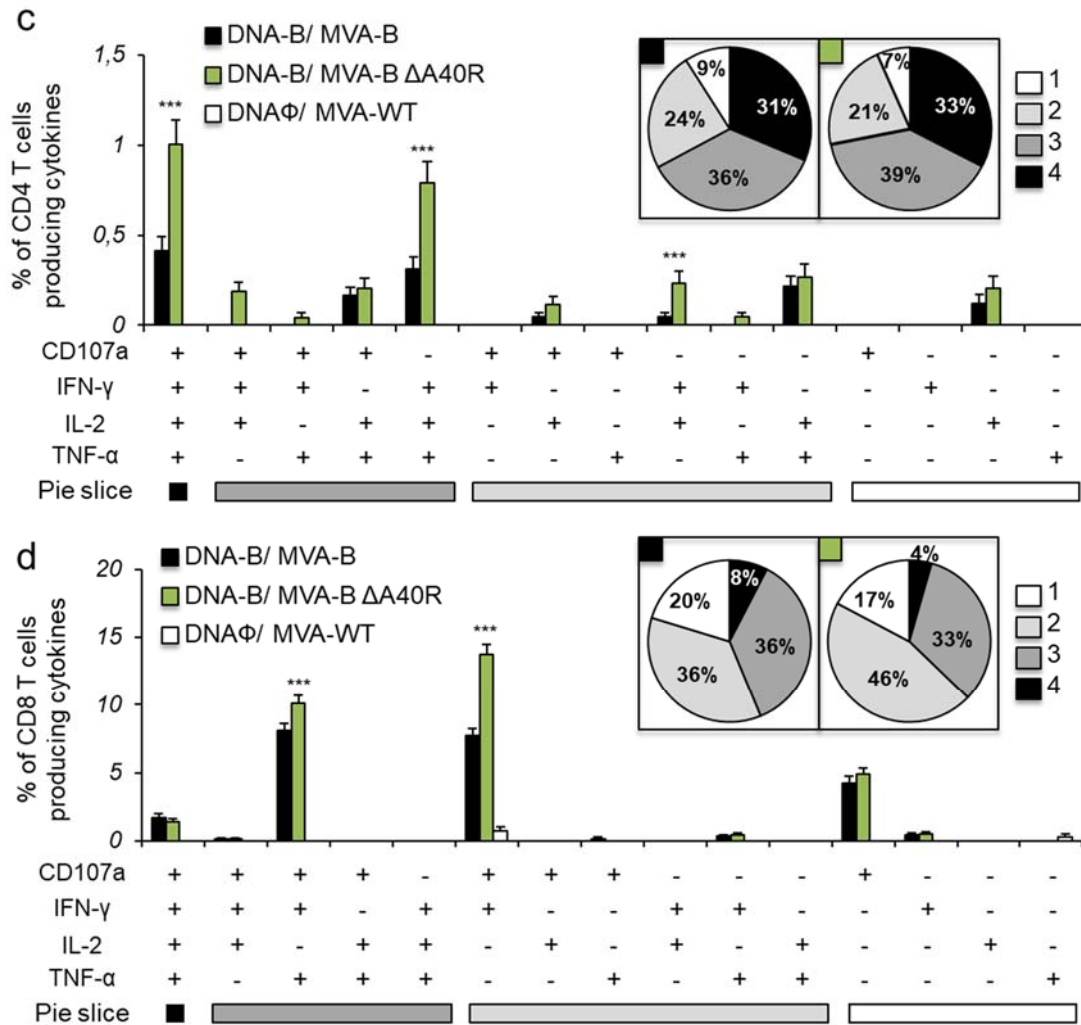 c
DNA-B/ MVA-B
DNA-B/ MVA-B ΔA40R
DNAΦ/ MVA-WT
% of CD4 T cells
producing cytokines
1,5
1
0,5
0
***
***
***
9%
31%
24%
36%
7%
33%
21%
39%
1
2
3
4
CD107a + + + + - + + + - - - + - - -
IFN-γ + + + - + + - - + + - - + - -
IL-2 + + - + + - + - + - + - - + -
TNF-α + - + + + - - + - + + - - - +
Pie slice
d
DNA-B/ MVA-B
DNA-B/ MVA-B ΔA40R
DNAΦ/ MVA-WT
% of CD8 T cells
producing cytokines
20
15
10
5
0
***
***
8%
20%
36%
36%
4%
17%
33%
46%
1
2
3
4
CD107a + + + + - + + + - - - + - - -
IFN-γ + + + - + + - - + + - - + - -
IL-2 + + - + + - + - + - + - - + -
TNF-α + - + + + - - + - + + - - - +
Pie slice